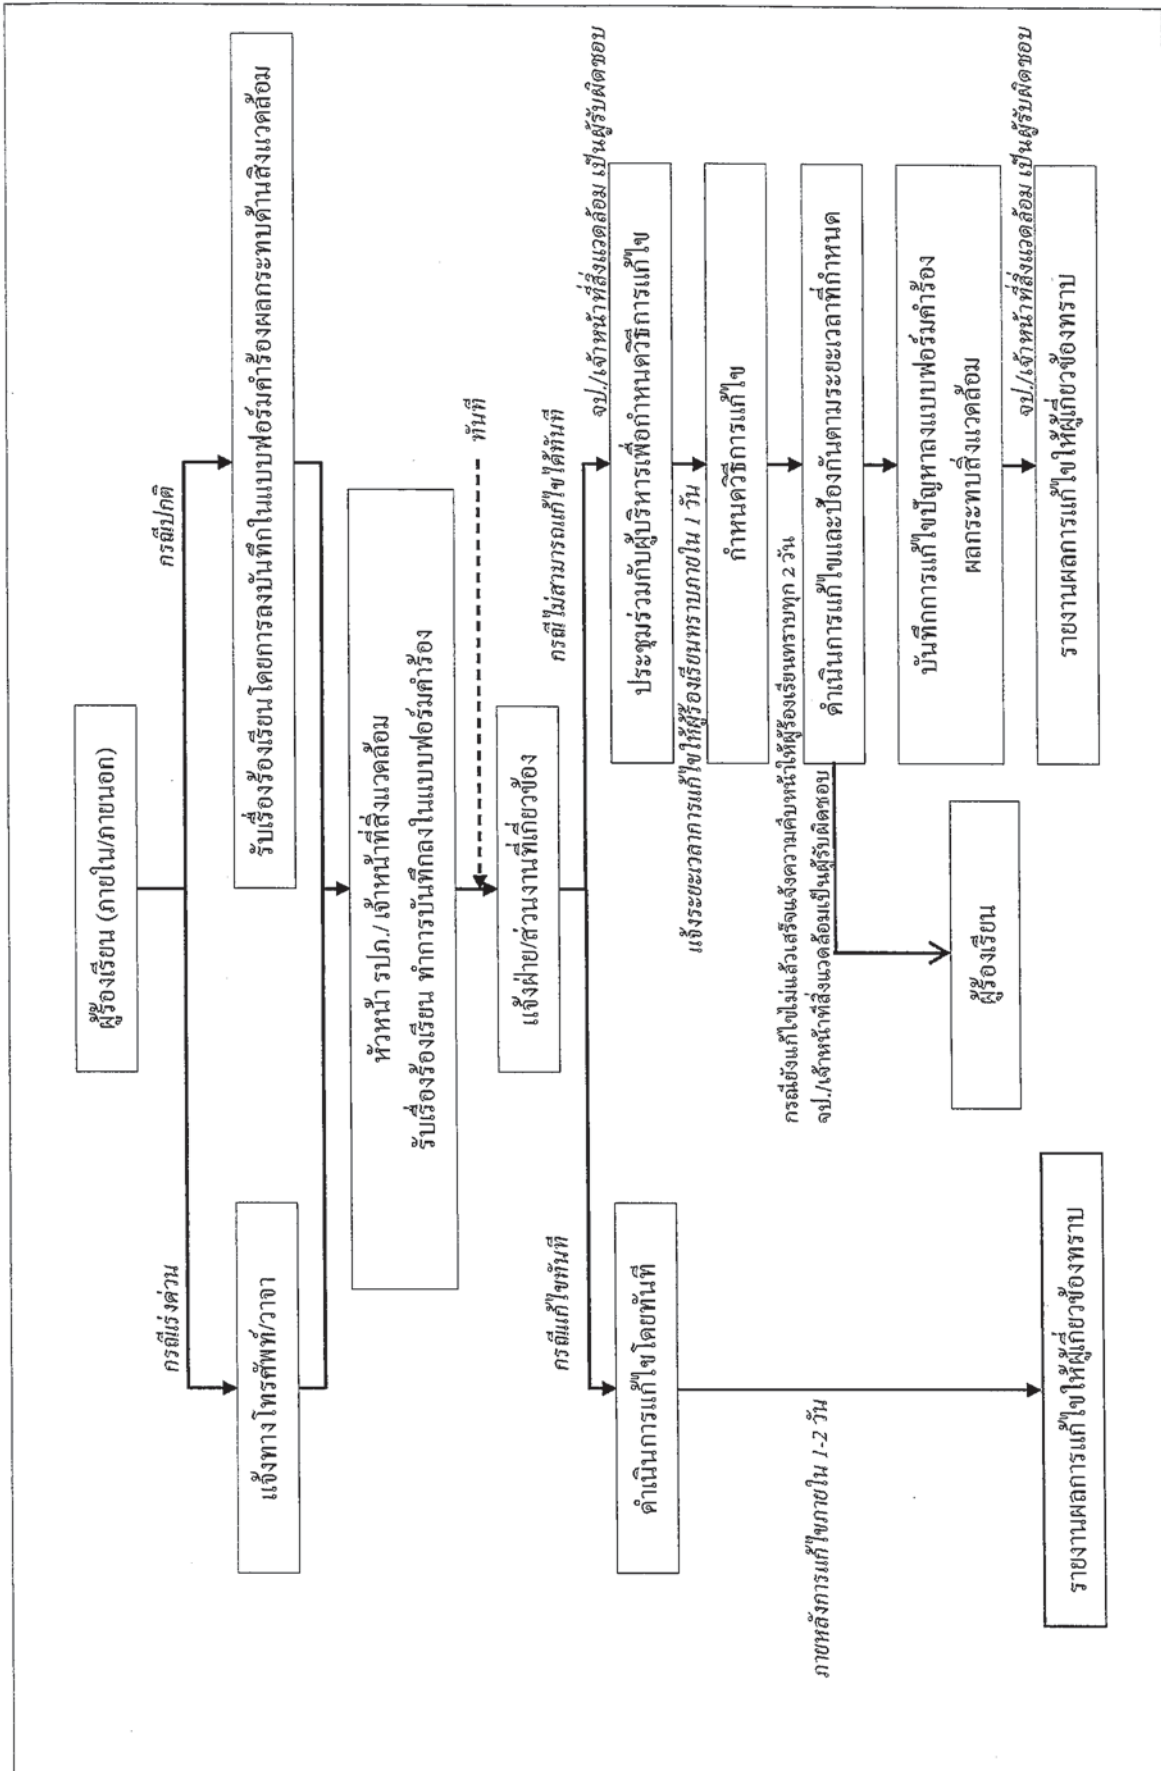 ผู้ร้องเรียน (ภายใน/ภายนอก)
กรณีเร่งด่วน
กรณีปกติ
แจ้งทางโทรศัพท์/วาจา
รับเรื่องร้องเรียนโดยการลงบันทึกในแบบฟอร์มคำร้องผลกระทบด้านสิ่งแวดล้อม
หัวหน้า รปภ./ เจ้าหน้าที่สิ่งแวดล้อม
รับเรื่องร้องเรียน ทำการบันทึกลงในแบบฟอร์มคำร้อง
ทันที
แจ้งฝ่าย/ส่วนงานที่เกี่ยวข้อง
กรณีแก้ไขทันที
กรณีไม่สามารถแก้ไขได้ทันที
จป./เจ้าหน้าที่สิ่งแวดล้อม เป็นผู้รับผิดชอบ
ดำเนินการแก้ไขโดยทันที
ประชุมร่วมกับผู้บริหารเพื่อกำหนดวิธีการแก้ไข
แจ้งระยะเวลาการแก้ไขให้ผู้ร้องเรียนทราบภายใน 1 วัน
กำหนดวิธีการแก้ไข
กรณียังแก้ไขไม่แล้วเสร็จแจ้งความคืบหน้าให้ผู้ร้องเรียนทราบทุก 2 วัน
จป./เจ้าหน้าที่สิ่งแวดล้อมเป็นผู้รับผิดชอบ
ดำเนินการแก้ไขและป้องกันตามระยะเวลาที่กำหนด
ภายหลังการแก้ไขภายใน 1-2 วัน
บันทึกการแก้ไขปัญหาลงแบบฟอร์มคำร้อง
ผลกระทบสิ่งแวดล้อม
ผู้ร้องเรียน
จป./เจ้าหน้าที่สิ่งแวดล้อม เป็นผู้รับผิดชอบ
รายงานผลการแก้ไขให้ผู้เกี่ยวข้องทราบ
รายงานผลการแก้ไขให้ผู้เกี่ยวข้องทราบ